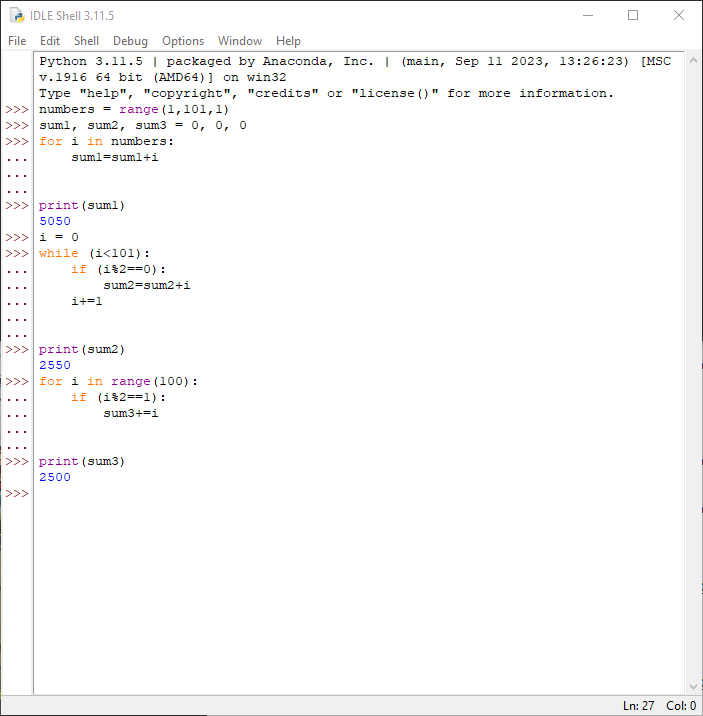 IDLE Shell 3.11.5
File Edit Shell Debug Options Window Help
Python 3.11.5 | packaged by Anaconda, Inc. | (main, Sep 11 2023, 13:26:23) [MSC
v.1916 64 bit (AMD64)] on win32
Type "help", "copyright", "credits" or "license()" for more information.
>>> numbers = range(1,101,1)
>>> sum1, sum2, sum3 = 0, 0, 0
>>> for i in numbers:
...     sum1=sum1+i
...
...
>>> print(sum1)
5050
>>> i = 0
>>> while (i<101):
...     if (i%2==0):
...         sum2=sum2+i
...     i+=1
...
...
>>> print(sum2)
2550
>>> for i in range(100):
...     if (i%2==1):
...         sum3+=i
...
...
>>> print(sum3)
2500
>>>
Ln: 27 Col: 0